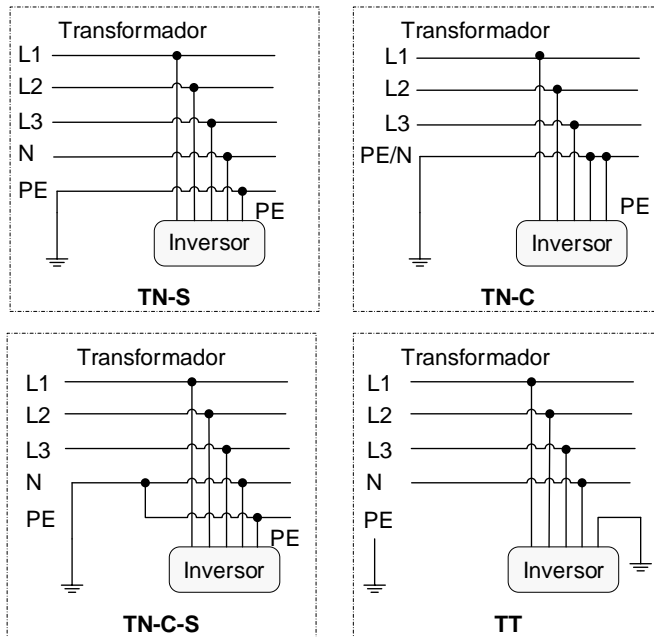 Transformador
L1
L2
L3
N
PE
PE
Inversor
TN-S
Transformador
L1
L2
L3
PE/N
PE
Inversor
TN-C
Transformador
L1
L2
L3
N
PE
PE
Inversor
TN-C-S
Transformador
L1
L2
L3
N
PE
Inversor
TT